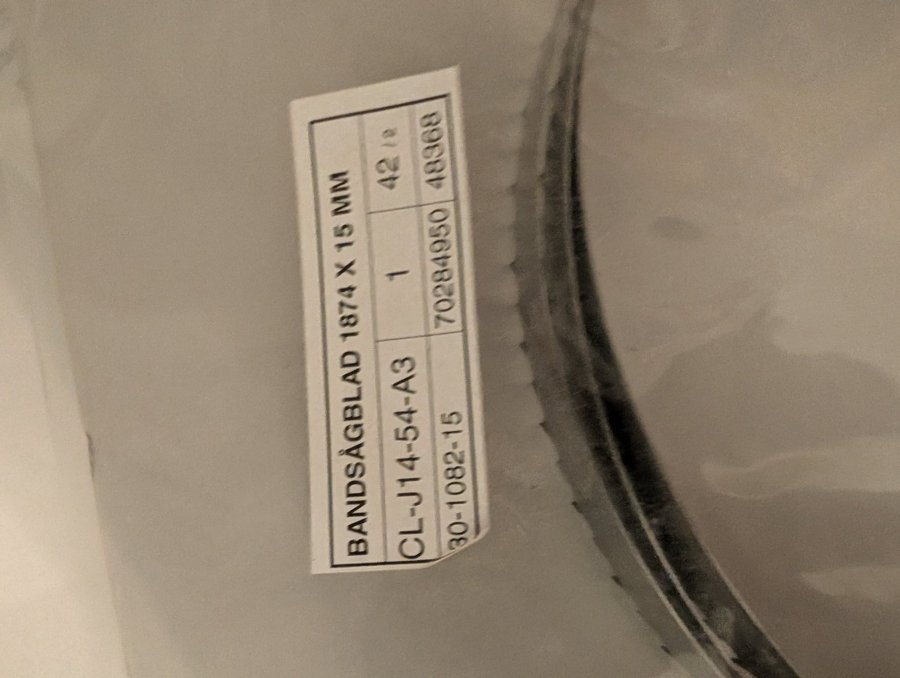 BANDSÅGBLAD 1874 X 15 MM
CL-J14-54-A3 1 42
30-1082-15 70284950 48368